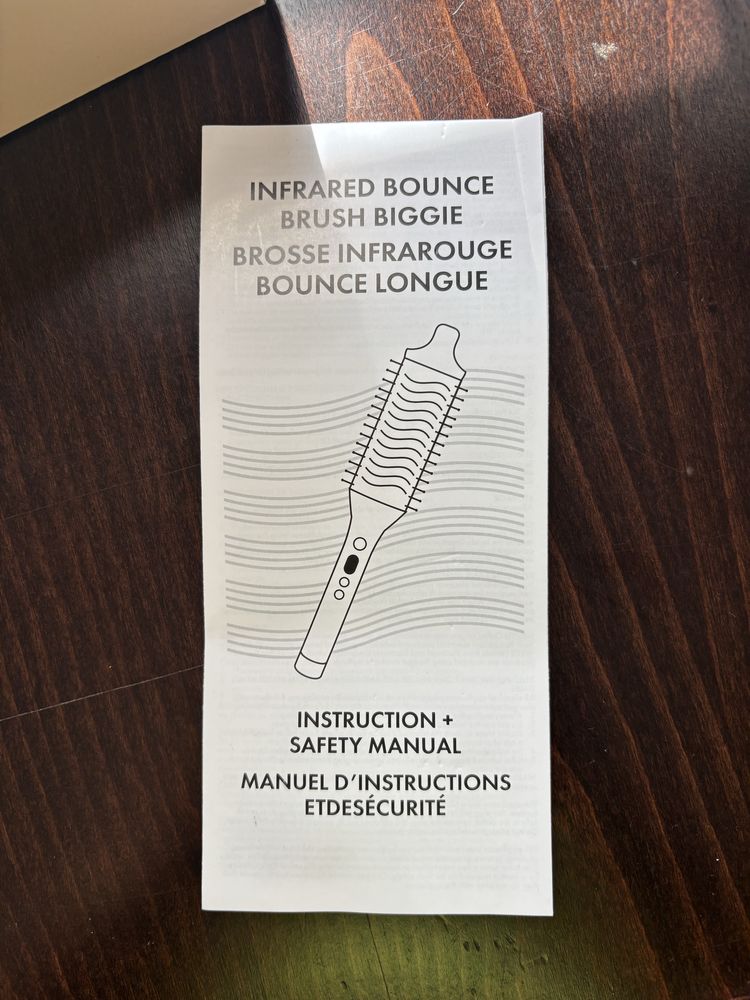 INFRARED BOUNCE
BRUSH BIGGIE
BROSSE INFRAROUGE
BOUNCE LONGUE
INSTRUCTION +
SAFETY MANUAL
MANUEL D'INSTRUCTIONS
ETDESÉCURITÉ